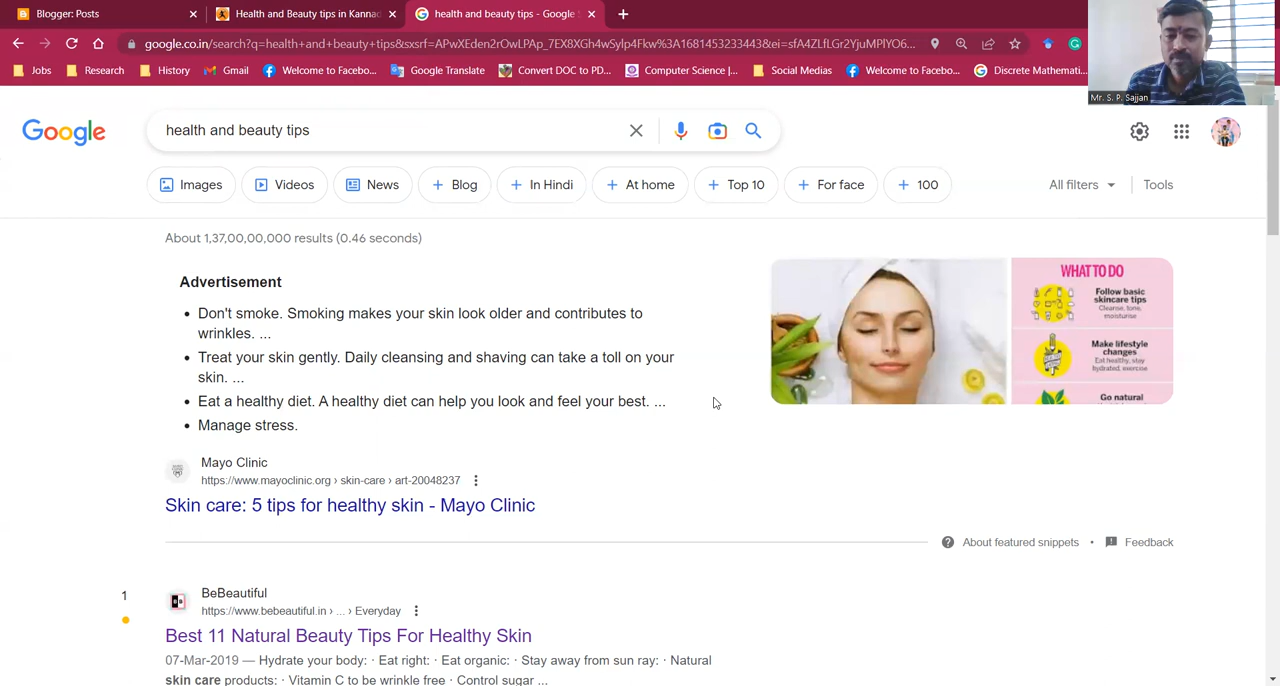 Blogger: Posts
Health and Beauty tips in Kannad
health and beauty tips - Google S
google.co.in/search?q=health+and+beauty+tips&sxsrf=APwXEden2rOwLPAp_7EX8XGh4wSylp4Fkw%3A1681453233443&ei=sfA4ZLfLGr2YjuMPlYO6...
Jobs
Research
History
Gmail
Welcome to Facebo...
Google Translate
Convert DOC to PD...
Computer Science |...
Social Medias
Welcome to Facebo...
Discrete Mathemati...
Mr. S. P. Sajjan
Google
health and beauty tips
Images
Videos
News
+ Blog
+ In Hindi
+ At home
+ Top 10
+ For face
+ 100
All filters
Tools
About 1,37,00,00,000 results (0.46 seconds)
Advertisement
• Don't smoke. Smoking makes your skin look older and contributes to
wrinkles. ...
• Treat your skin gently. Daily cleansing and shaving can take a toll on your
skin. ...
• Eat a healthy diet. A healthy diet can help you look and feel your best. ...
• Manage stress.
WHAT TO DO
Follow basic
skincare tips
Cleanse, tone,
moisturise
Make lifestyle
changes
Eat healthy, stay
hydrated, exercise
Go natural
Mayo Clinic
https://www.mayoclinic.org › skin-care › art-20048237
Skin care: 5 tips for healthy skin - Mayo Clinic
About featured snippets
•
Feedback
1
BeBeautiful
https://www.bebeautiful.in › ... › Everyday
Best 11 Natural Beauty Tips For Healthy Skin
07-Mar-2019 — Hydrate your body: · Eat right: · Eat organic: · Stay away from sun ray: · Natural
skin care products: · Vitamin C to be wrinkle free · Control sugar ...